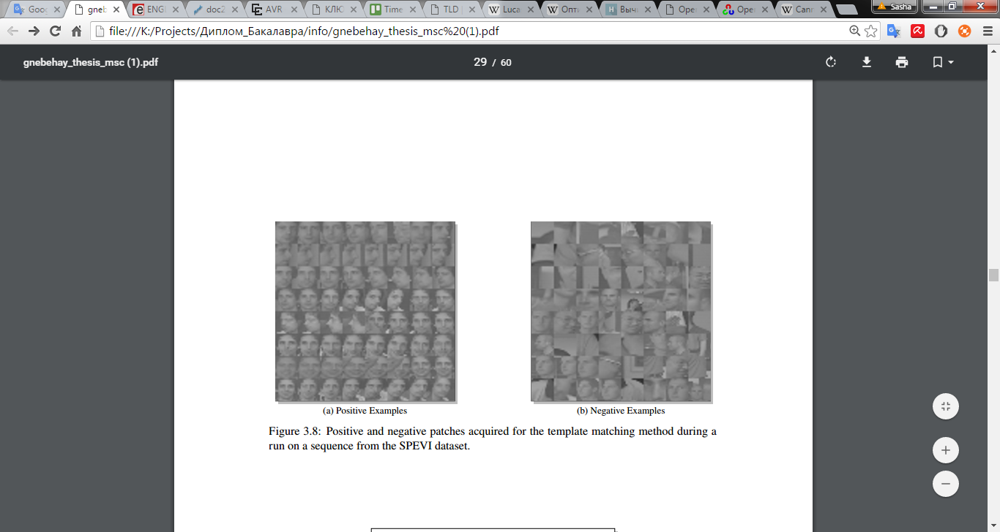 Goo
gneb
ENGI
doc2
AVR
КЛЮ
Time
TLD
Luca
Опт
Вычи
Ope
Ope
Cann
Sasha
file:///K:/Projects/Диплом_Бакалавра/info/gnebehay_thesis_msc%20(1).pdf
gnebehay_thesis_msc (1).pdf
29 / 60
(a) Positive Examples
(b) Negative Examples
Figure 3.8: Positive and negative patches acquired for the template matching method during a
run on a sequence from the SPEVI dataset.